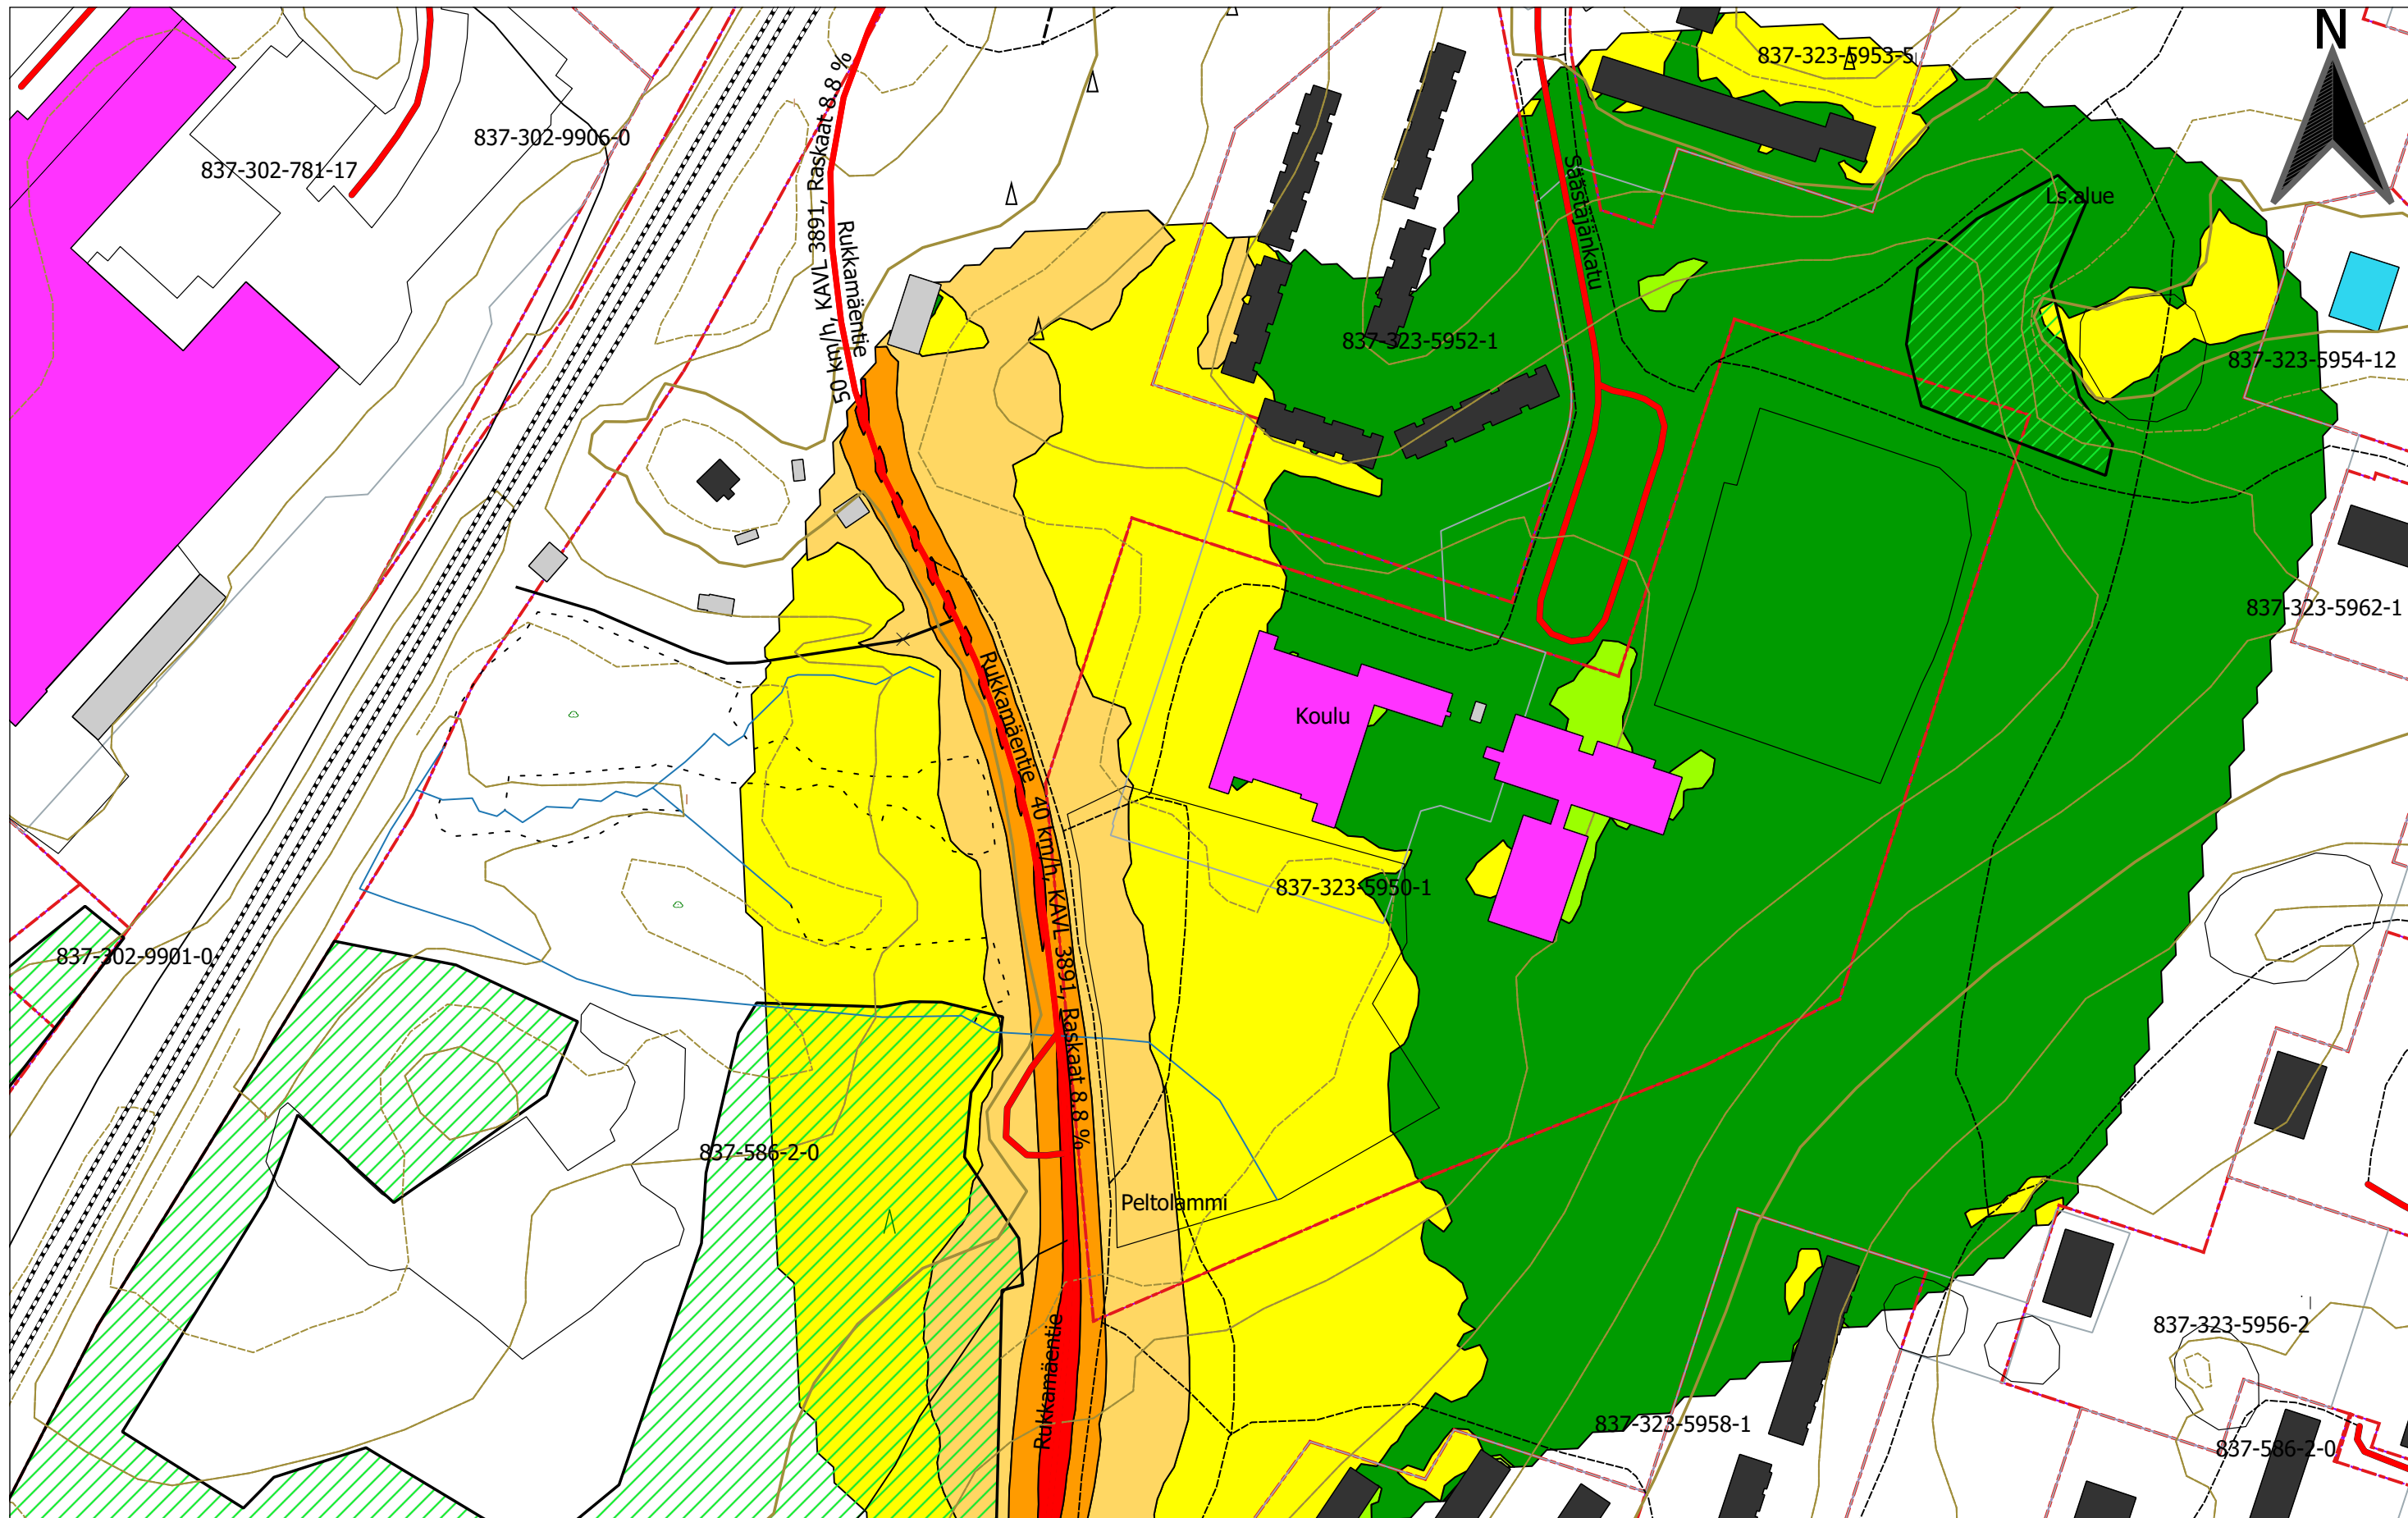 N
837-323-5953-5
837-302-9906-0
837-302-781-17
Rukkamäentie
50 km/h, KAVL 3891, Raskaat 8.8 %
Säästäjänkatu
Ls.alue
837-323-5952-1
837-323-5954-12
837-323-5962-1
Rukkamäentie
40 km/h, KAVL 3891, Raskaat 8.8 %
Koulu
837-323-5950-1
837-302-9901-0
837-586-2-0
Peltolammi
Rukkamäentie
837-323-5956-2
837-323-5958-1
837-586-2-0